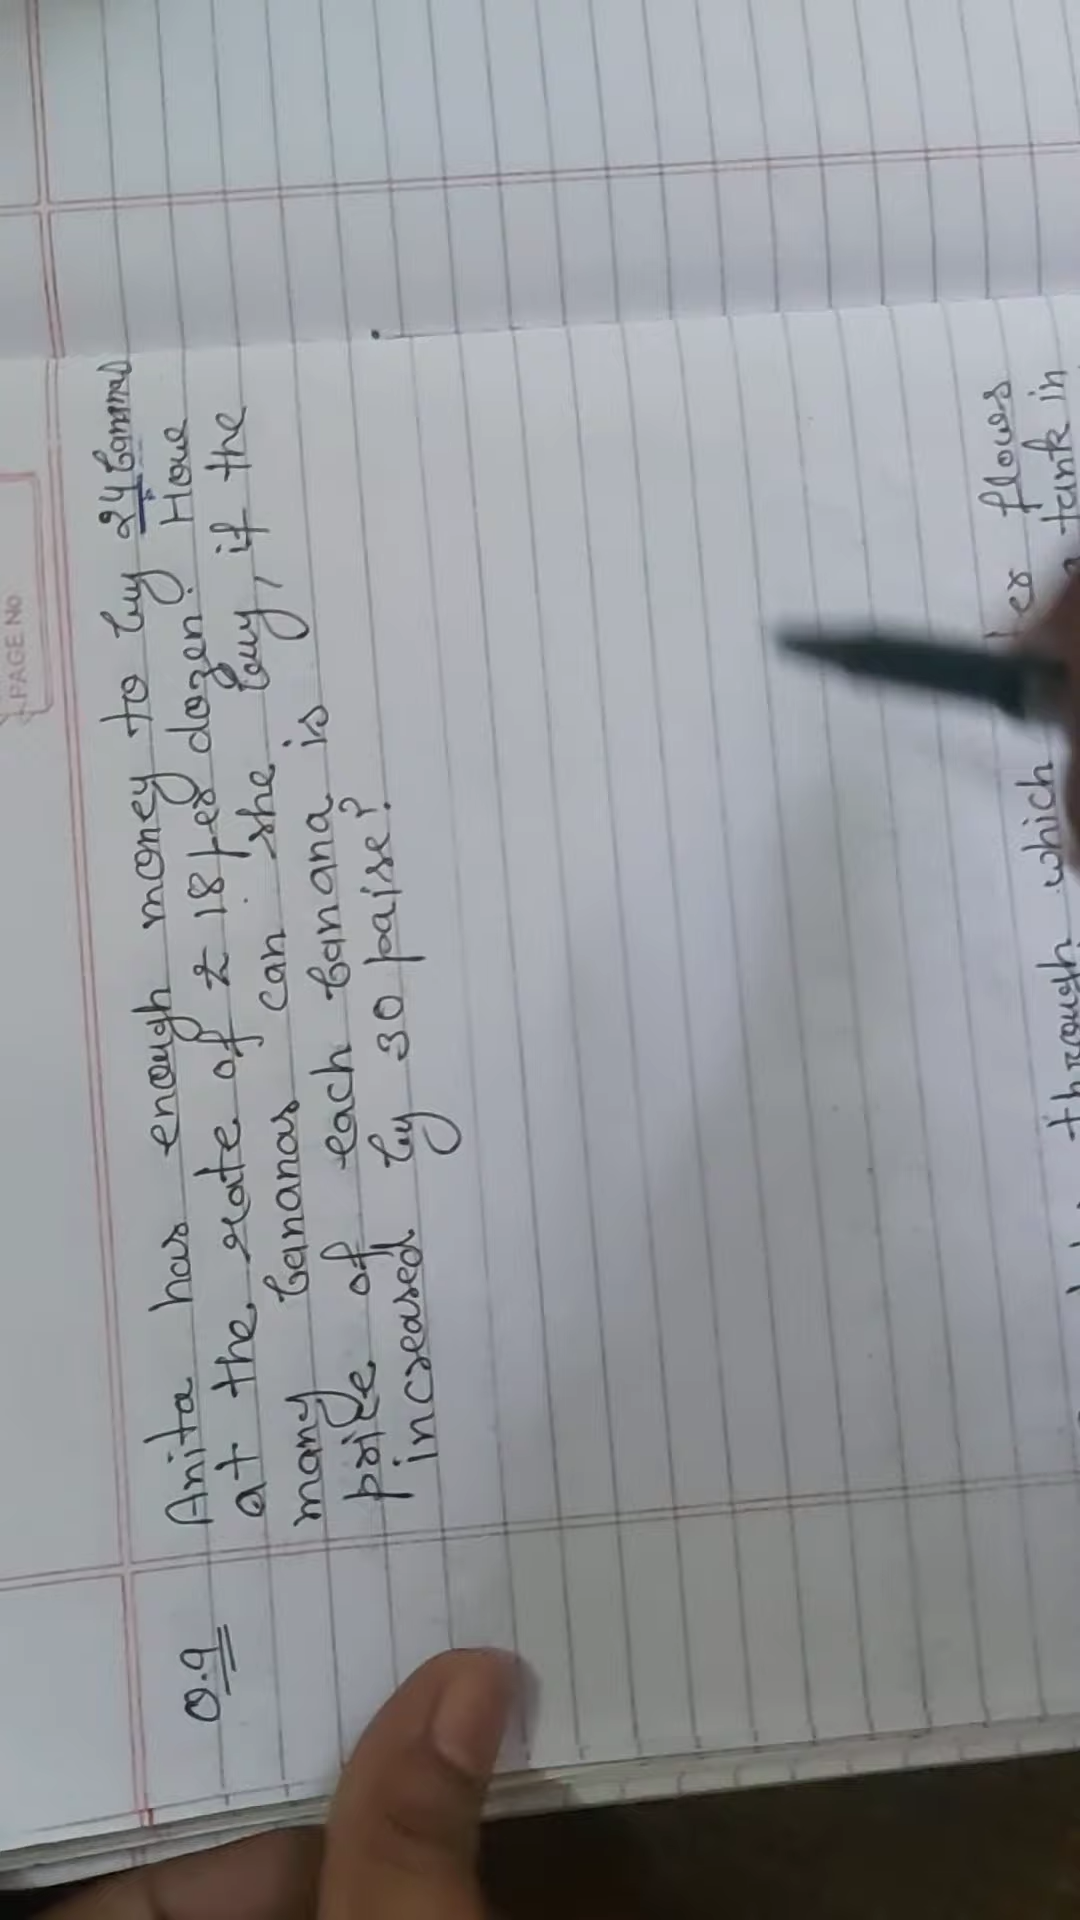 PAGE NO
Q.9 Anita has enough money to buy 24 bananas
at the rate of ₹ 18 per dozen. How
many bananas can she buy, if the
price of each banana is
increased by 30 paise?
through which flows
tank in